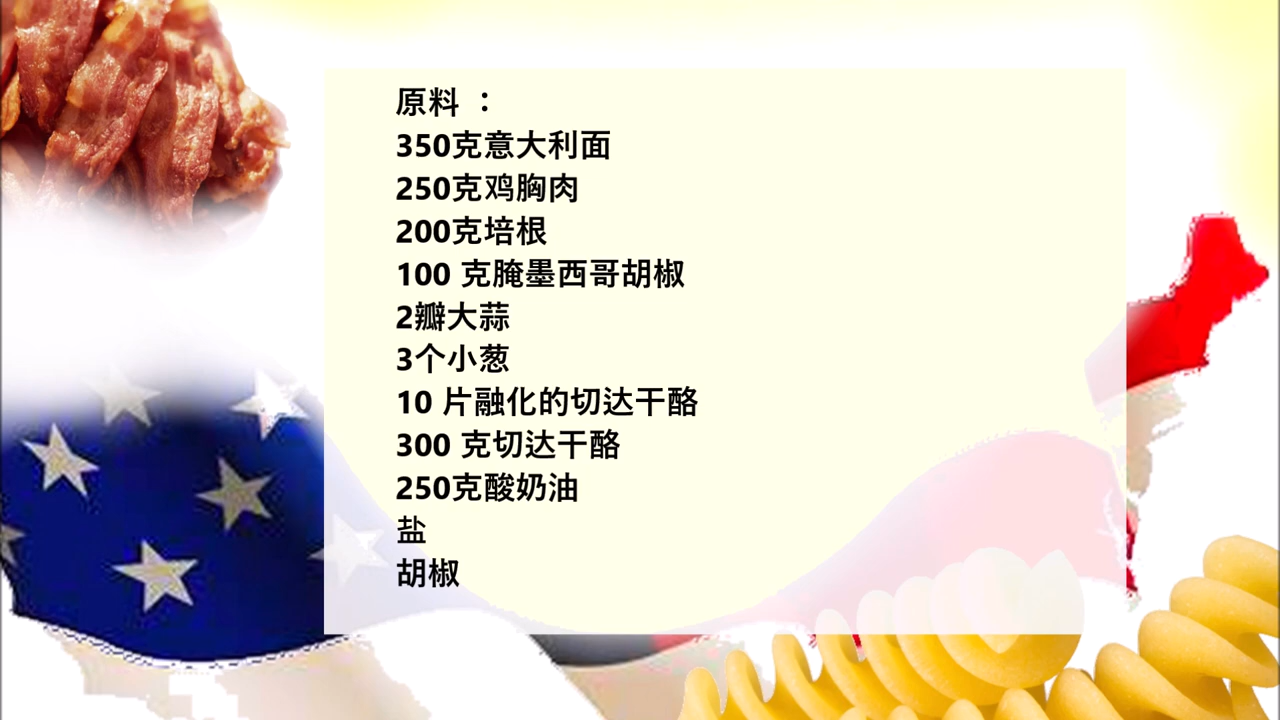 原料 ：
350克意大利面
250克鸡胸肉
200克培根
100 克腌墨西哥胡椒
2瓣大蒜
3个小葱
10 片融化的切达干酪
300 克切达干酪
250克酸奶油
盐
胡椒